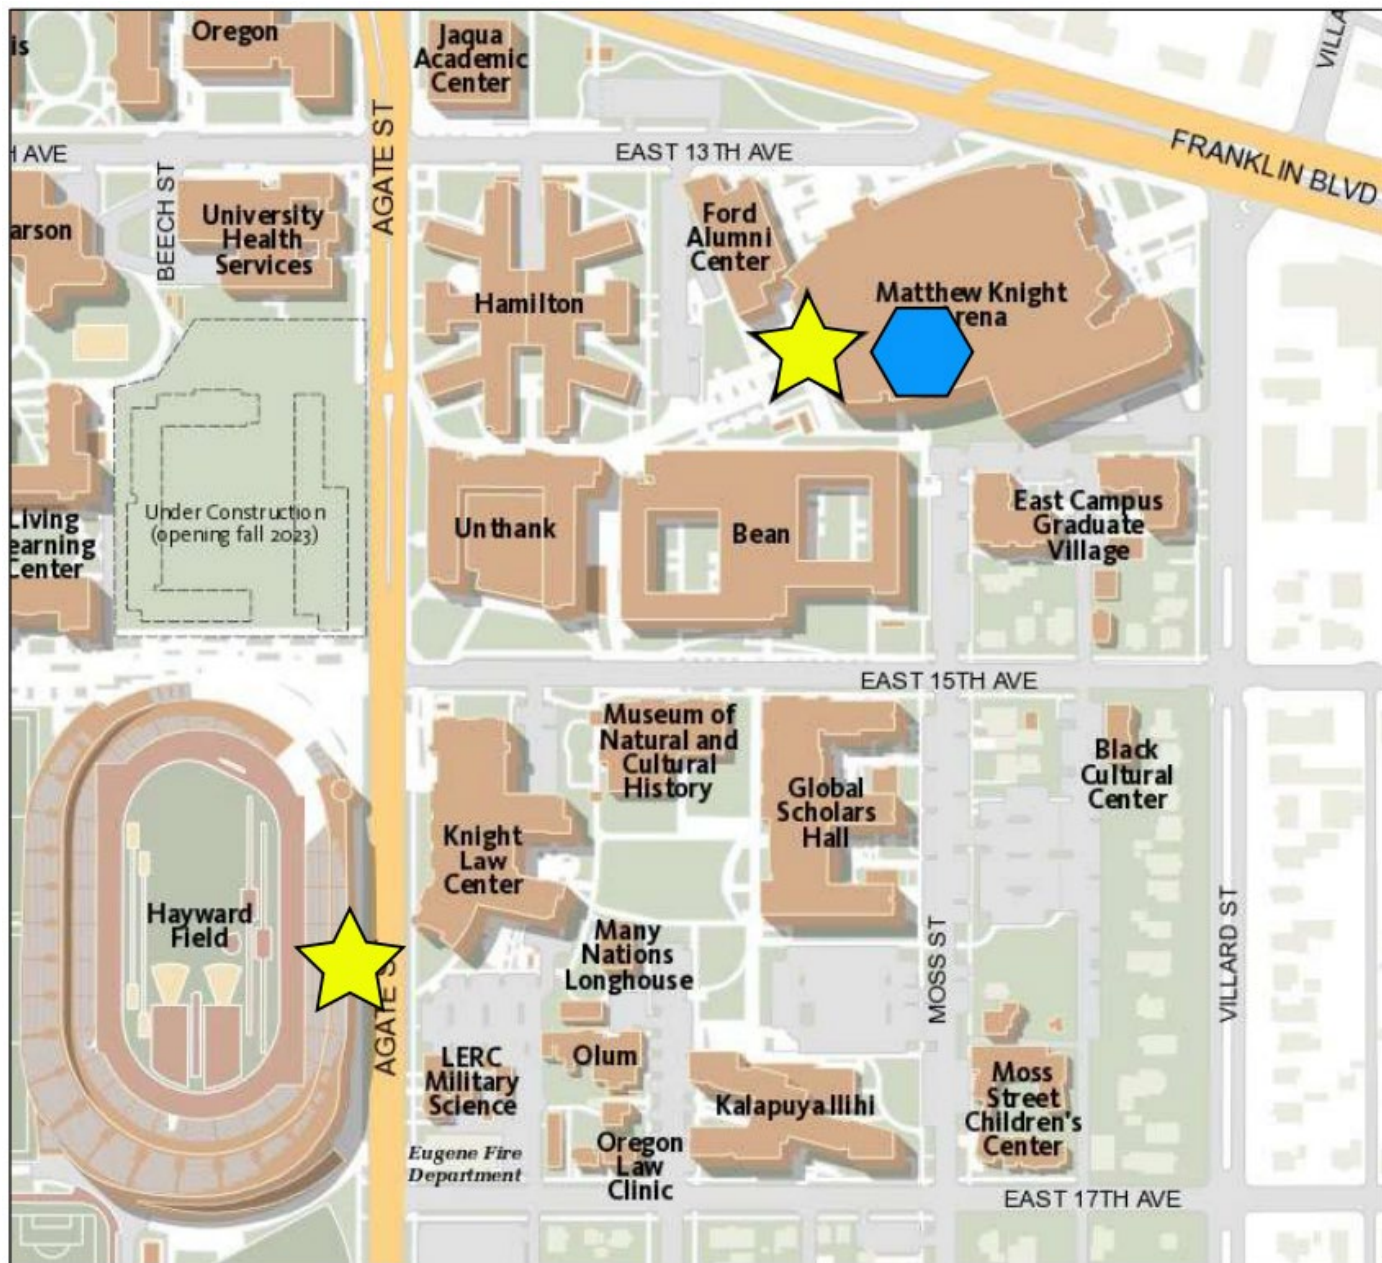 is
Oregon
Jaqua
Academic
Center
VILLA
H AVE
BEECH ST
AGATE ST
EAST 13TH AVE
FRANKLIN BLVD
arson
University
Health
Services
Ford
Alumni
Center
Hamilton
Matthew Knight
rena
Under Construction
(opening fall 2023)
Living
earning
Center
Unthank
Bean
East Campus
Graduate
Village
EAST 15TH AVE
Museum of
Natural and
Cultural
History
Black
Cultural
Center
Global
Scholars
Hall
Knight
Law
Center
Hayward
Field
Many
Nations
Longhouse
MOSS ST
VILLARD ST
AGATE S
LERC
Military
Science
Olum
Kalapuya Ilihi
Moss
Street
Children's
Center
Oregon
Law
Clinic
Eugene Fire
Department
EAST 17TH AVE